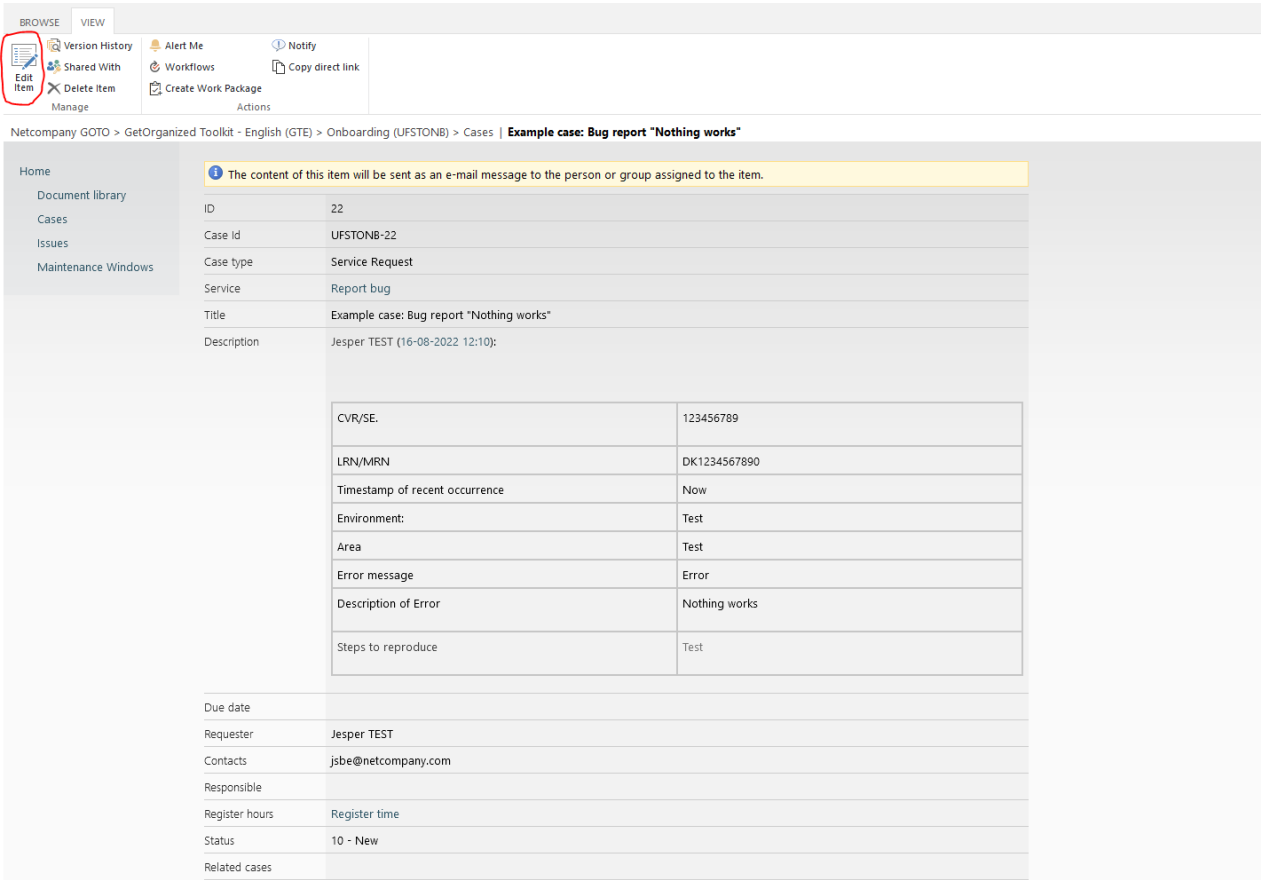 BROWSE VIEW
Edit Item
Version History
Shared With
Delete Item
Manage
Alert Me
Workflows
Create Work Package
Notify
Copy direct link
Actions
Netcompany GOTO > GetOrganized Toolkit - English (GTE) > Onboarding (UFSTONB) > Cases | Example case: Bug report "Nothing works"
Home
Document library
Cases
Issues
Maintenance Windows
The content of this item will be sent as an e-mail message to the person or group assigned to the item.
ID 22
Case Id UFSTONB-22
Case type Service Request
Service Report bug
Title Example case: Bug report "Nothing works"
Description Jesper TEST (16-08-2022 12:10):
CVR/SE. 123456789
LRN/MRN DK1234567890
Timestamp of recent occurrence Now
Environment: Test
Area Test
Error message Error
Description of Error Nothing works
Steps to reproduce Test
Due date
Requester Jesper TEST
Contacts jsbe@netcompany.com
Responsible
Register hours Register time
Status 10 - New
Related cases